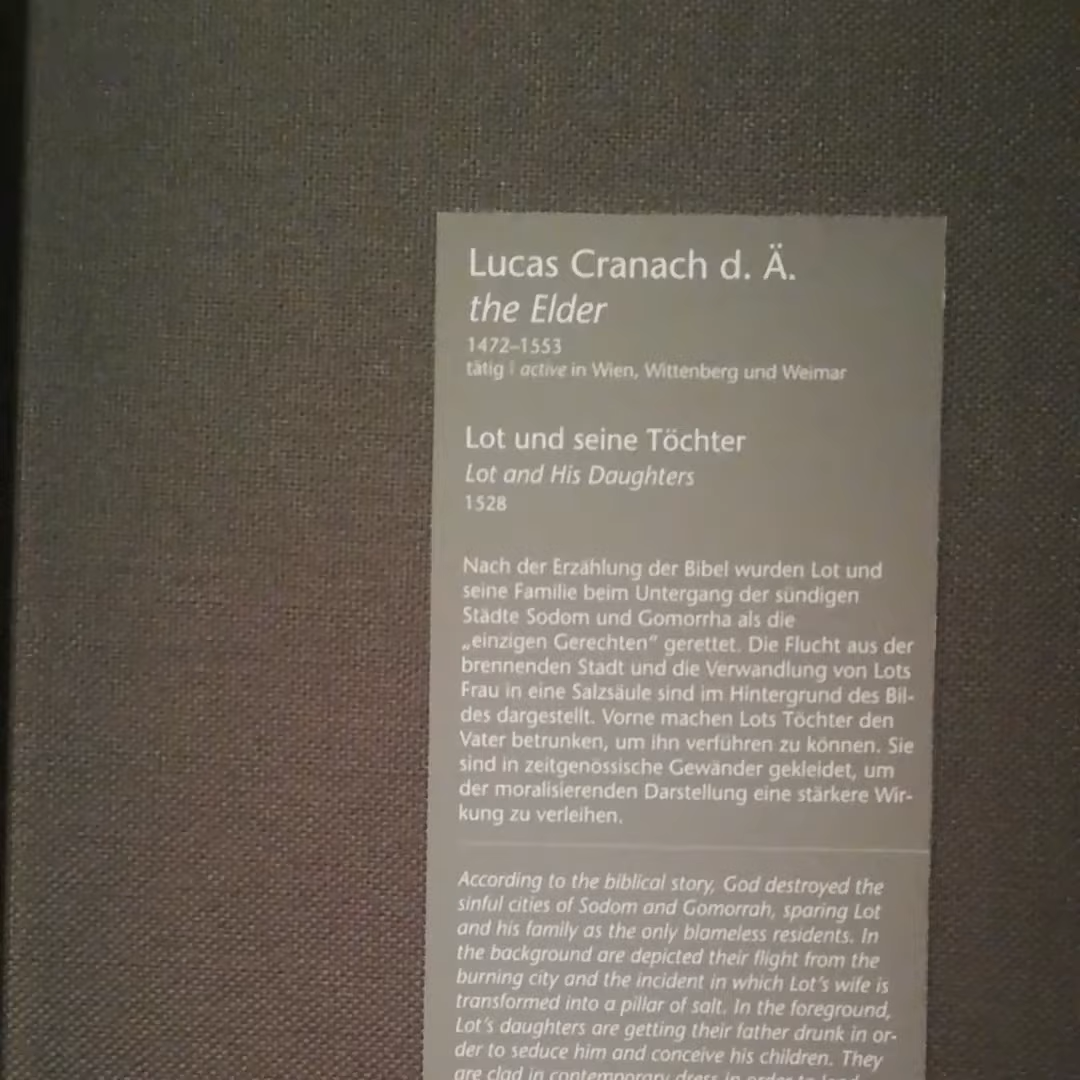 Lucas Cranach d. Ä.
the Elder
1472–1553
tätig | active in Wien, Wittenberg und Weimar
Lot und seine Töchter
Lot and His Daughters
1528
Nach der Erzählung der Bibel wurden Lot und
seine Familie beim Untergang der sündigen
Städte Sodom und Gomorrha als die
„einzigen Gerechten“ gerettet. Die Flucht aus der
brennenden Stadt und die Verwandlung von Lots
Frau in eine Salzsäule sind im Hintergrund des Bil-
des dargestellt. Vorne machen Lots Töchter den
Vater betrunken, um ihn verführen zu können. Sie
sind in zeitgenössische Gewänder gekleidet, um
der moralisierenden Darstellung eine stärkere Wir-
kung zu verleihen.
According to the biblical story, God destroyed the
sinful cities of Sodom and Gomorrah, sparing Lot
and his family as the only blameless residents. In
the background are depicted their flight from the
burning city and the incident in which Lot's wife is
transformed into a pillar of salt. In the foreground,
Lot's daughters are getting their father drunk in or-
der to seduce him and conceive his children. They
are clad in contemporary dress in order to lend